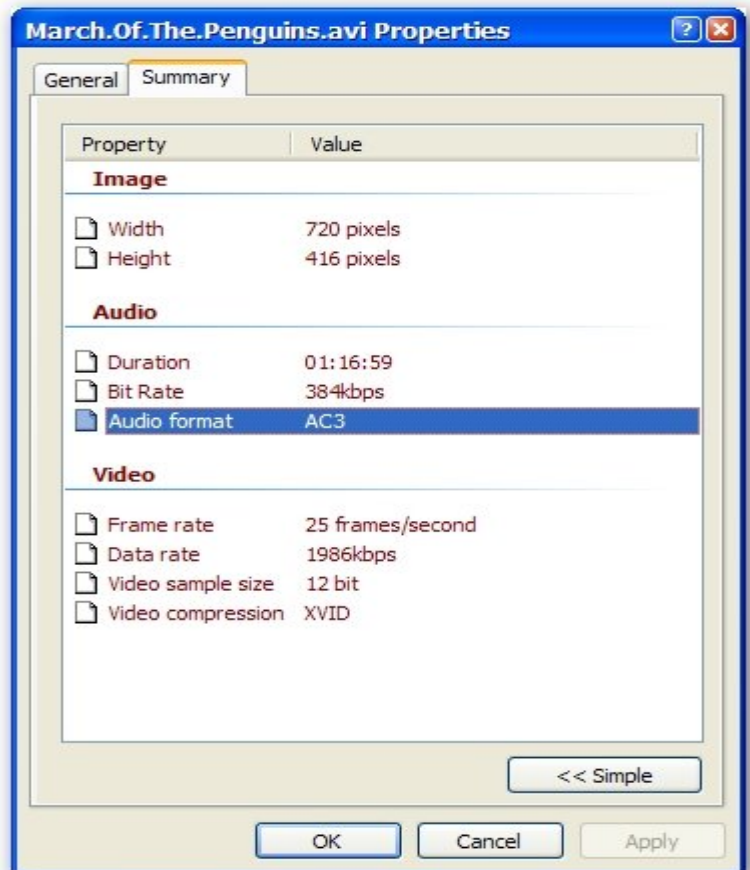 March.Of.The.Penguins.avi Properties
General Summary
Property Value
Image
Width 720 pixels
Height 416 pixels
Audio
Duration 01:16:59
Bit Rate 384kbps
Audio format AC3
Video
Frame rate 25 frames/second
Data rate 1986kbps
Video sample size 12 bit
Video compression XVID
<< Simple
OK Cancel Apply